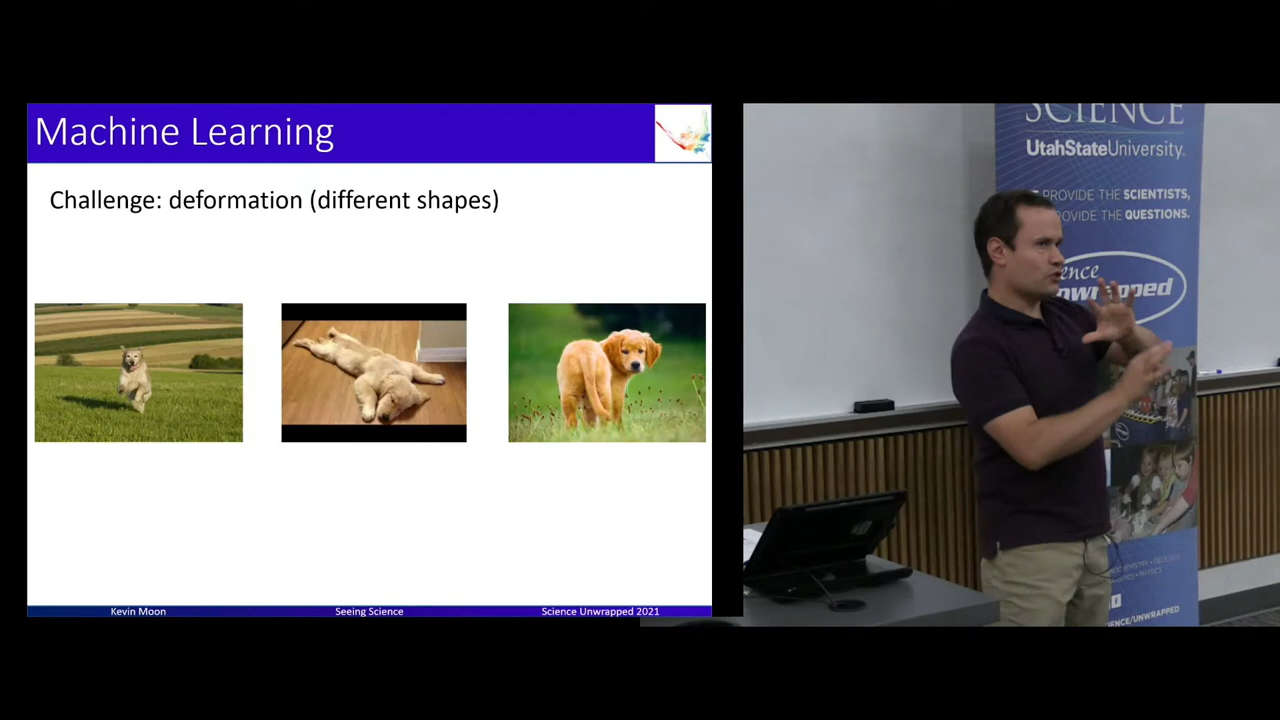 Machine Learning
Challenge: deformation (different shapes)
Kevin Moon
Seeing Science
Science Unwrapped 2021
SCIENCE
UtahStateUniversity
PROVIDE THE SCIENTISTS,
PROVIDE THE QUESTIONS.